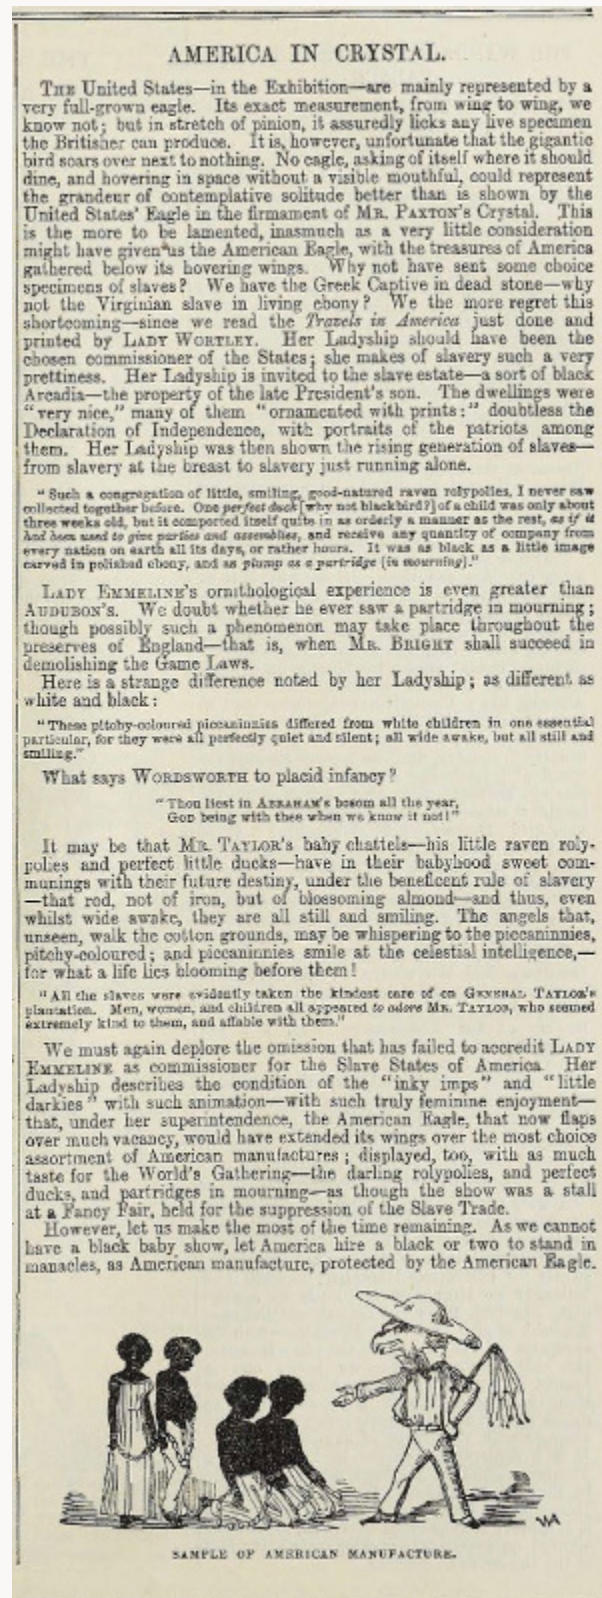 AMERICA IN CRYSTAL.
THE United States—in the Exhibition—are mainly represented by a
very full-grown eagle. Its exact measurement, from wing to wing, we
know not; but in stretch of pinion, it assuredly licks any live specimen
the Britisher can produce. It is, however, unfortunate that the gigantic
bird soars over next to nothing. No eagle, asking of itself where it should
dine, and hovering in space without a visible mouthful, could represent
the grandeur of contemplative solitude better than is shown by the
United States' Eagle in the firmament of MR. PAXTON'S Crystal. This
is the more to be lamented, inasmuch as a very little consideration
might have given us the American Eagle, with the treasures of America
gathered below its hovering wings. Why not have sent some choice
specimens of slaves? We have the Greek Captive in dead stone—why
not the Virginian slave in living ebony? We the more regret this
shortcoming—since we read the Travels in America just done and
printed by LADY WORTLEY. Her Ladyship should have been the
chosen commissioner of the States; she makes of slavery such a very
prettiness. Her Ladyship is invited to the slave estate—a sort of black
Arcadia—the property of the late President's son. The dwellings were
"very nice," many of them "ornamented with prints:" doubtless the
Declaration of Independence, with portraits of the patriots among
them. Her Ladyship was then shown the rising generation of slaves—
from slavery at the breast to slavery just running alone.
"Such a congregation of little, smiling, good-natured raven rolypolies, I never saw
collected together before. One perfect duck [why not blackbird?] of a child was only about
three weeks old, but it comported itself quite in as orderly a manner as the rest, as if it
had been used to give parties and assemblies, and receive any quantity of company from
every nation on earth all its days, or rather hours. It was as black as a little image
carved in polished ebony, and as plump as a partridge (in mourning)."
LADY EMMELINE'S ornithological experience is even greater than
AUDUBON'S. We doubt whether he ever saw a partridge in mourning;
though possibly such a phenomenon may take place throughout the
preserves of England—that is, when MR. BRIGHT shall succeed in
demolishing the Game Laws.
Here is a strange difference noted by her Ladyship; as different as
white and black:
"These pitchy-coloured piccaninnies differed from white children in one essential
particular, for they were all perfectly quiet and silent; all wide awake, but all still and
smiling."
What says WORDSWORTH to placid infancy?
"Thou liest in ABRAHAM'S bosom all the year,
GOD being with thee when we know it not!"
It may be that MR. TAYLOR'S baby chattels—his little raven roly-
polies and perfect little ducks—have in their babyhood sweet com-
munings with their future destiny, under the beneficent rule of slavery
—that rod, not of iron, but of blossoming almond—and thus, even
whilst wide awake, they are all still and smiling. The angels that,
unseen, walk the cotton grounds, may be whispering to the piccaninnies,
pitchy-coloured; and piccaninnies smile at the celestial intelligence,—
for what a life lies blooming before them!
"All the slaves were evidently taken the kindest care of on GENERAL TAYLOR'S
plantation. Men, women, and children all appeared to adore MR. TAYLOR, who seemed
extremely kind to them, and affable with them."
We must again deplore the omission that has failed to accredit LADY
EMMELINE as commissioner for the Slave States of America. Her
Ladyship describes the condition of the "inky imps" and "little
darkies" with such animation—with such truly feminine enjoyment—
that, under her superintendence, the American Eagle, that now flaps
over much vacancy, would have extended its wings over the most choice
assortment of American manufactures; displayed, too, with as much
taste for the World's Gathering—the darling rolypolies, and perfect
ducks, and partridges in mourning—as though the show was a stall
at a Fancy Fair, held for the suppression of the Slave Trade.
However, let us make the most of the time remaining. As we cannot
have a black baby show, let America hire a black or two to stand in
manacles, as American manufacture, protected by the American Eagle.
SAMPLE OF AMERICAN MANUFACTURE.